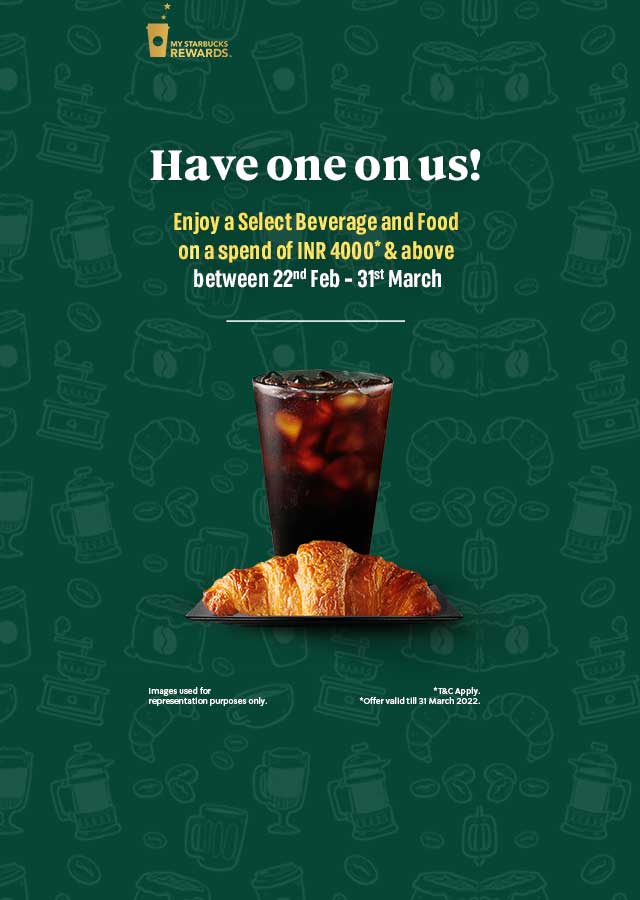 MY STARBUCKS
REWARDS™
Have one on us!
Enjoy a Select Beverage and Food
on a spend of INR 4000* & above
between 22nd Feb - 31st March
Images used for
representation purposes only.
*T&C Apply.
*Offer valid till 31 March 2022.